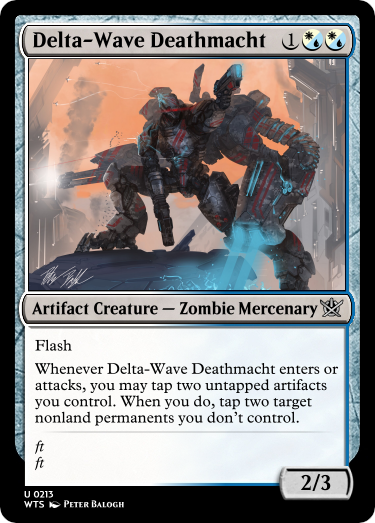 Delta-Wave Deathmacht 1
Artifact Creature — Zombie Mercenary
Flash
Whenever Delta-Wave Deathmacht enters or
attacks, you may tap two untapped artifacts
you control. When you do, tap two target
nonland permanents you don't control.
ft
ft
2/3
U 0213
WTS Peter Balogh